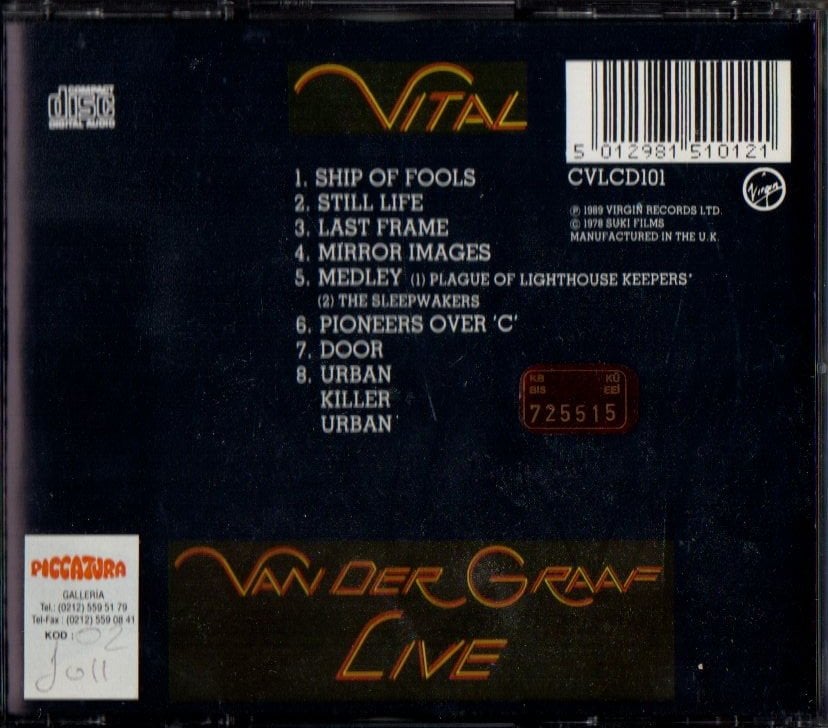 COMPACT
disc
DIGITAL AUDIO
VITAL
5 012981 510121
CVLCD101
Virgin
℗ 1989 VIRGIN RECORDS LTD.
© 1978 SUKI FILMS
MANUFACTURED IN THE U.K.
1. SHIP OF FOOLS
2. STILL LIFE
3. LAST FRAME
4. MIRROR IMAGES
5. MEDLEY (1) PLAGUE OF LIGHTHOUSE KEEPERS'
(2) THE SLEEPWAKERS
6. PIONEERS OVER 'C'
7. DOOR
8. URBAN
KILLER
URBAN
KB KÜ
BIS EEİ
725515
PICCATURA
GALLERIA
Tel.: (0212) 559 51 79
Tel-Fax : (0212) 559 08 41
KOD : 02
VAN DER GRAAF
LIVE